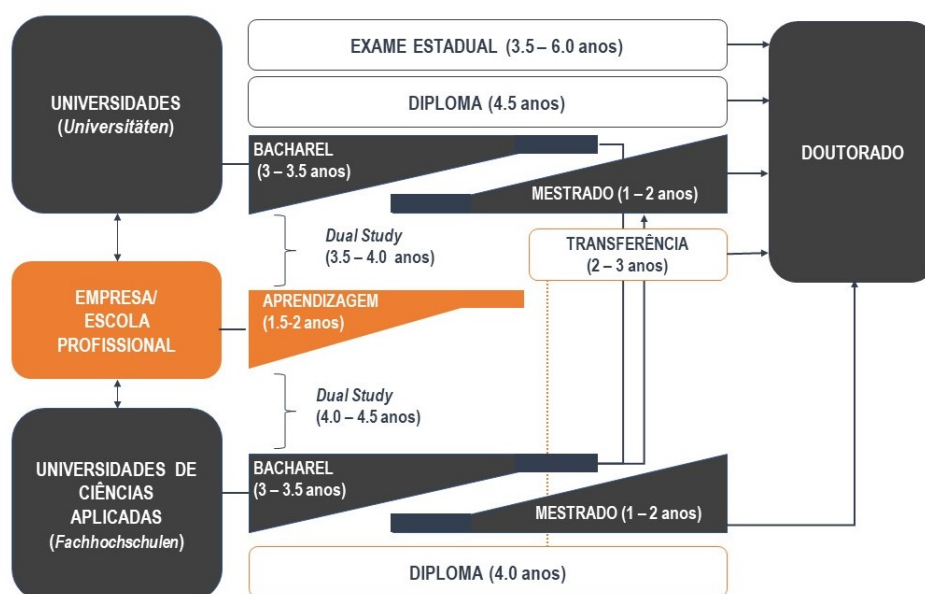 EXAME ESTADUAL (3.5 – 6.0 anos)
UNIVERSIDADES
(Universitäten)
DIPLOMA (4.5 anos)
BACHAREL
(3 – 3.5 anos)
MESTRADO (1 – 2 anos)
DOUTORADO
Dual Study
(3.5 – 4.0 anos)
TRANSFERÊNCIA
(2 – 3 anos)
EMPRESA/
ESCOLA
PROFISSIONAL
APRENDIZAGEM
(1.5-2 anos)
Dual Study
(4.0 – 4.5 anos)
UNIVERSIDADES DE
CIÊNCIAS
APLICADAS
(Fachhochschulen)
BACHAREL
(3 – 3.5 anos)
MESTRADO (1 – 2 anos)
DIPLOMA (4.0 anos)